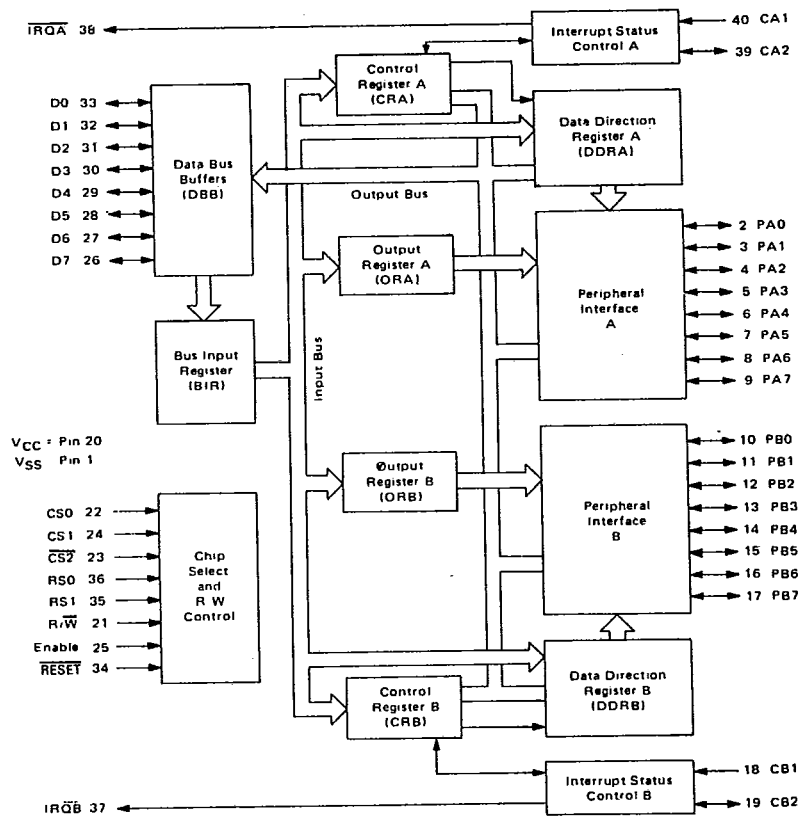 IRQA 38
Interrupt Status
Control A
40 CA1
39 CA2
Control
Register A
(CRA)
D0 33
D1 32
D2 31
D3 30
D4 29
D5 28
D6 27
D7 26
Data Bus
Buffers
(DBB)
Data Direction
Register A
(DDRA)
Output Bus
Output
Register A
(ORA)
Peripheral
Interface
A
2 PA0
3 PA1
4 PA2
5 PA3
6 PA4
7 PA5
8 PA6
9 PA7
Bus Input
Register
(BIR)
Input Bus
VCC = Pin 20
VSS Pin 1
Output
Register B
(ORB)
Peripheral
Interface
B
10 PB0
11 PB1
12 PB2
13 PB3
14 PB4
15 PB5
16 PB6
17 PB7
CS0 22
CS1 24
CS2 23
RS0 36
RS1 35
R/W 21
Enable 25
RESET 34
Chip
Select
and
R W
Control
Control
Register B
(CRB)
Data Direction
Register B
(DDRB)
Interrupt Status
Control B
18 CB1
19 CB2
IRQB 37